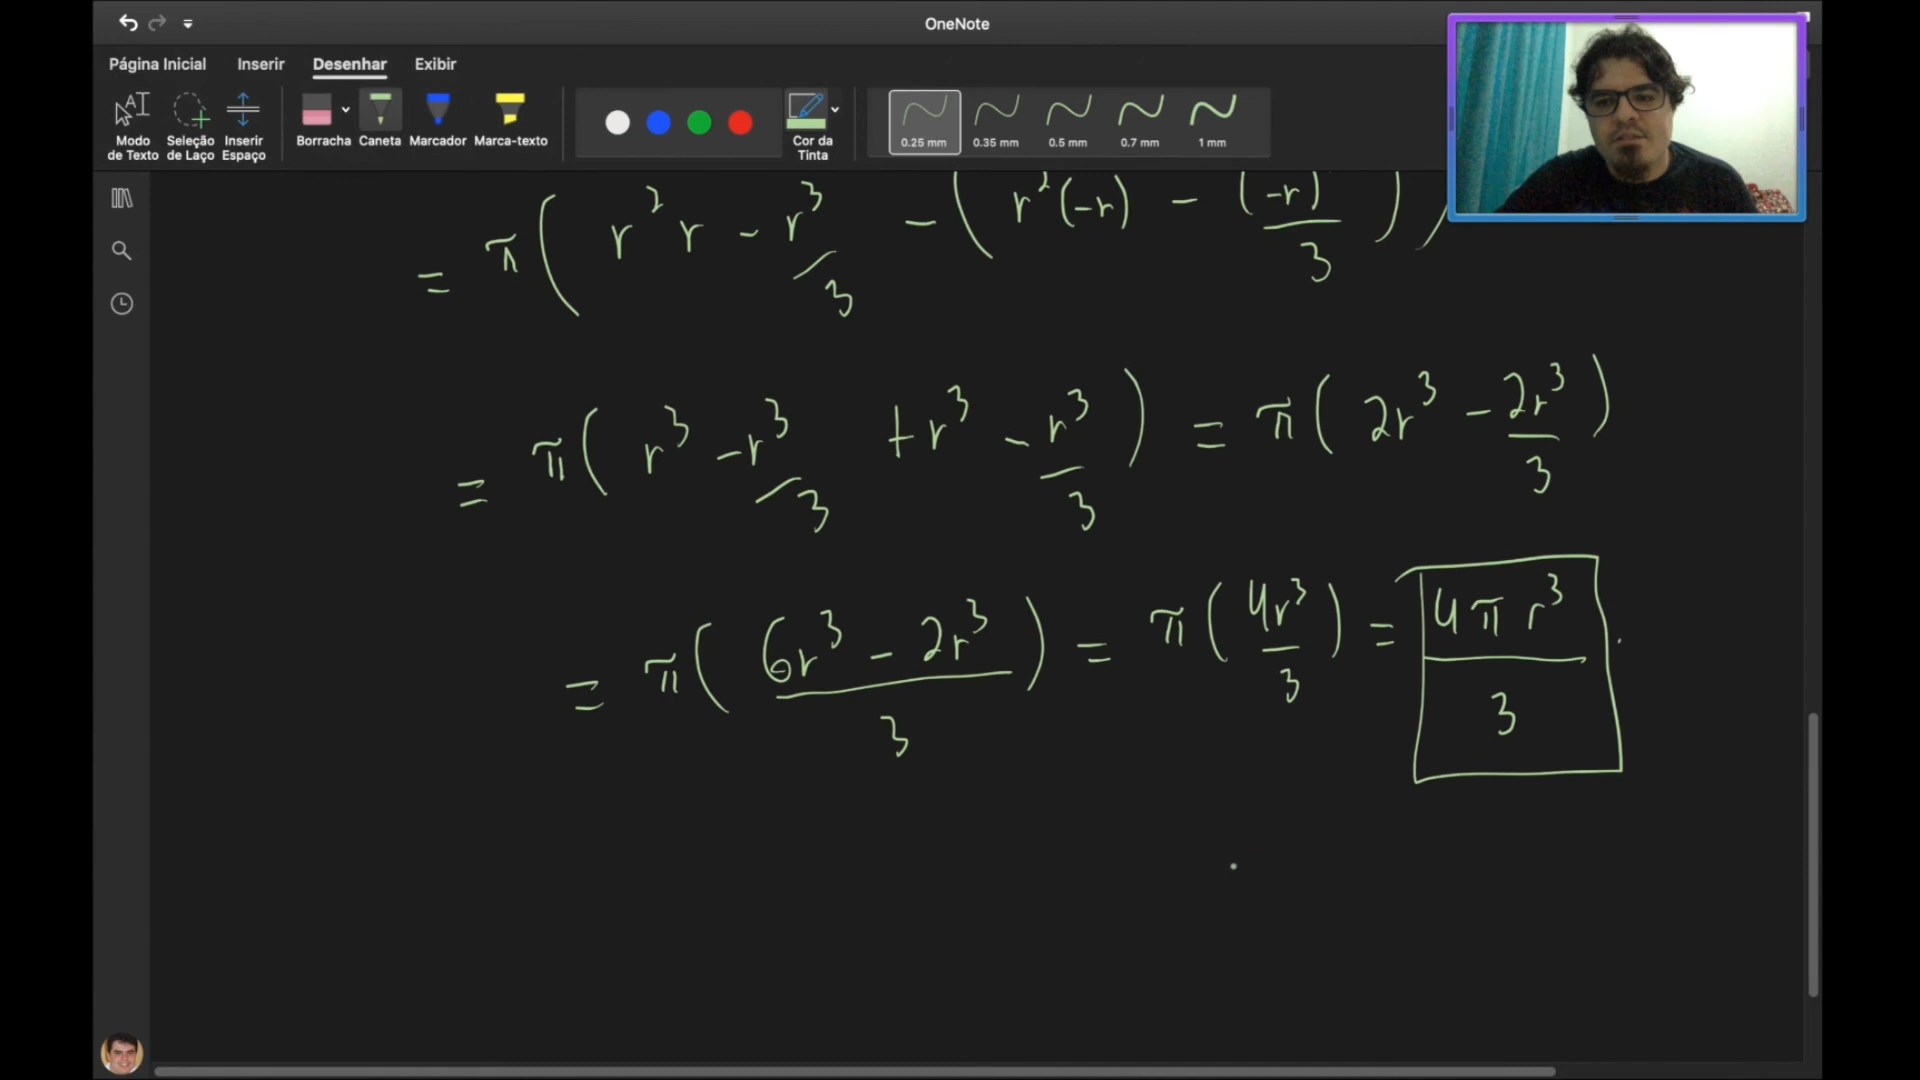 OneNote
Página Inicial Inserir Desenhar Exibir
Modo de Texto Seleção de Laço Inserir Espaço Borracha Caneta Marcador Marca-texto Cor da Tinta 0.25 mm 0.35 mm 0.5 mm 0.7 mm 1 mm
= π( r² r - r³/3 - ( r²(-r) - (-r)/3 ) )
= π( r³ - r³/3 + r³ - r³/3 ) = π( 2r³ - 2r³/3 )
= π( (6r³ - 2r³)/3 ) = π( 4r³/3 ) = 4πr³/3 .